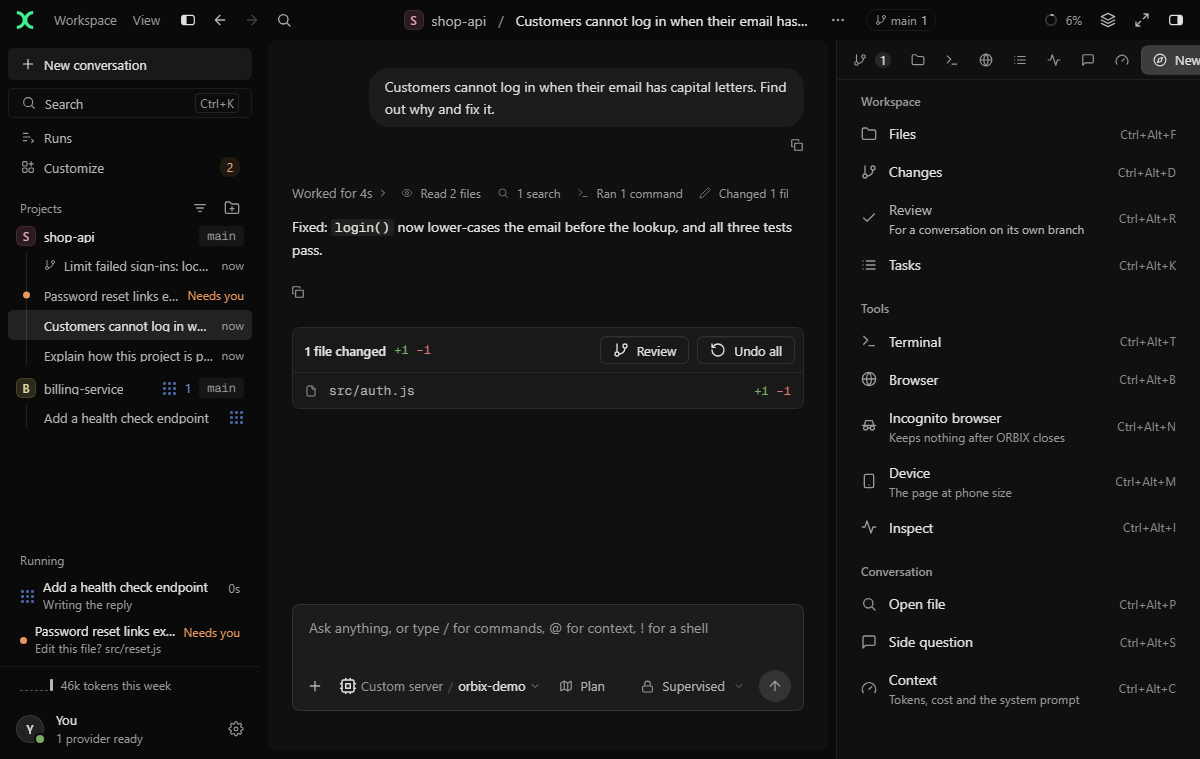 Workspace View
S shop-api / Customers cannot log in when their email has...
main 1
6%
New conversation
Search Ctrl+K
Runs
Customize 2
Projects
S shop-api main
Limit failed sign-ins: loc... now
Password reset links e... Needs you
Customers cannot log in w... now
Explain how this project is p... now
B billing-service 1 main
Add a health check endpoint
Running
Add a health check endpoint 0s
Writing the reply
Password reset links ex... Needs you
Edit this file? src/reset.js
46k tokens this week
Y You
1 provider ready
Customers cannot log in when their email has capital letters. Find
out why and fix it.
Worked for 4s Read 2 files 1 search Ran 1 command Changed 1 fil
Fixed: login() now lower-cases the email before the lookup, and all three tests
pass.
1 file changed +1 −1 Review Undo all
src/auth.js +1 −1
Ask anything, or type / for commands, @ for context, ! for a shell
Custom server / orbix-demo Plan Supervised
1 New
Workspace
Files Ctrl+Alt+F
Changes Ctrl+Alt+D
Review Ctrl+Alt+R
For a conversation on its own branch
Tasks Ctrl+Alt+K
Tools
Terminal Ctrl+Alt+T
Browser Ctrl+Alt+B
Incognito browser Ctrl+Alt+N
Keeps nothing after ORBIX closes
Device Ctrl+Alt+M
The page at phone size
Inspect Ctrl+Alt+I
Conversation
Open file Ctrl+Alt+P
Side question Ctrl+Alt+S
Context Ctrl+Alt+C
Tokens, cost and the system prompt